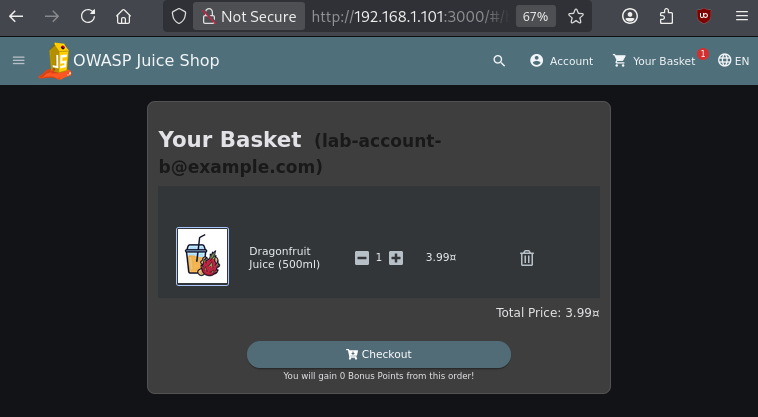 Not Secure http://192.168.1.101:3000/#/ 67%
OWASP Juice Shop Account Your Basket 1 EN
Your Basket (lab-account-
b@example.com)
Dragonfruit
Juice (500ml) 1 3.99¤
Total Price: 3.99¤
Checkout
You will gain 0 Bonus Points from this order!